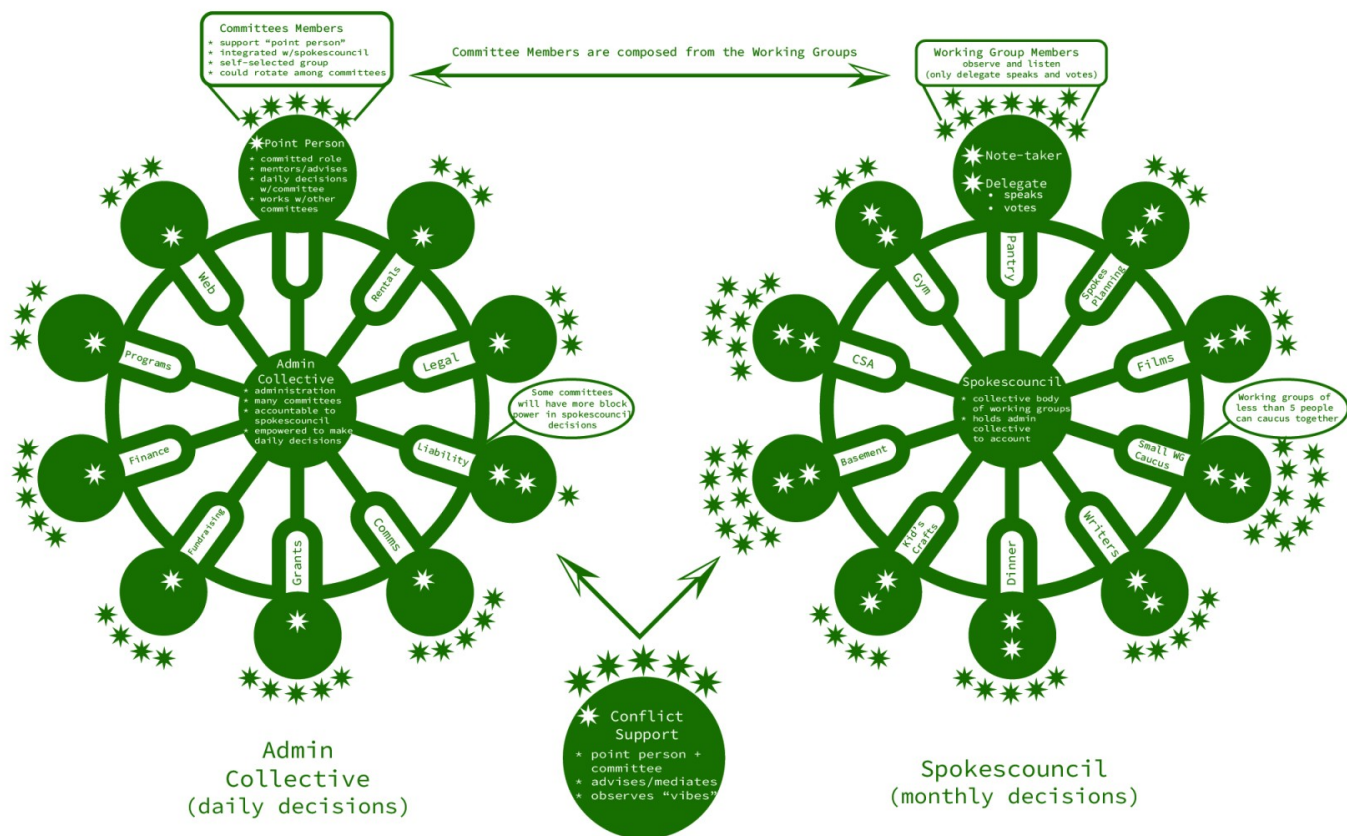 Committees Members
* support “point person”
* integrated w/spokescouncil
* self-selected group
* could rotate among committees
Committee Members are composed from the Working Groups
Working Group Members
observe and listen
(only delegate speaks and votes)
Point Person
* committed role
* mentors/advises
* daily decisions
w/committee
* works w/other
committees
Web
Rentals
Programs
Legal
Admin
Collective
* administration
* many committees
* accountable to
spokescouncil
* empowered to make
daily decisions
Some committees
will have more block
power in spokescouncil
decisions
Finance
Liability
Fundraising
Grants
Comms
Note-taker
Delegate
• speaks
• votes
Pantry
Gym
Spokes
Planning
CSA
Films
Spokescouncil
* collective body
of working groups
* holds admin
collective
to account
Working groups of
less than 5 people
can caucus together
Basement
Small WG
Caucus
Kid's
Crafts
Dinner
Writers
Conflict
Support
* point person +
committee
* advises/mediates
* observes “vibes”
Admin
Collective
(daily decisions)
Spokescouncil
(monthly decisions)